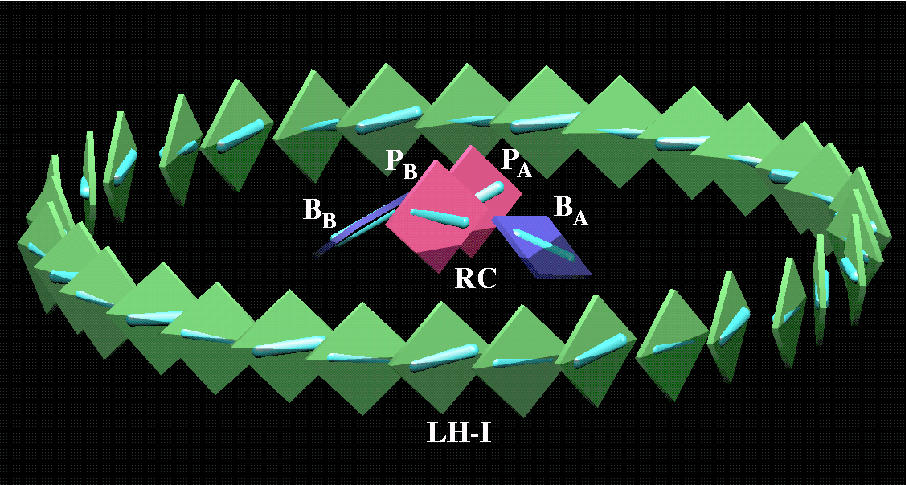 P_B P_A
B_B B_A
RC
LH-I